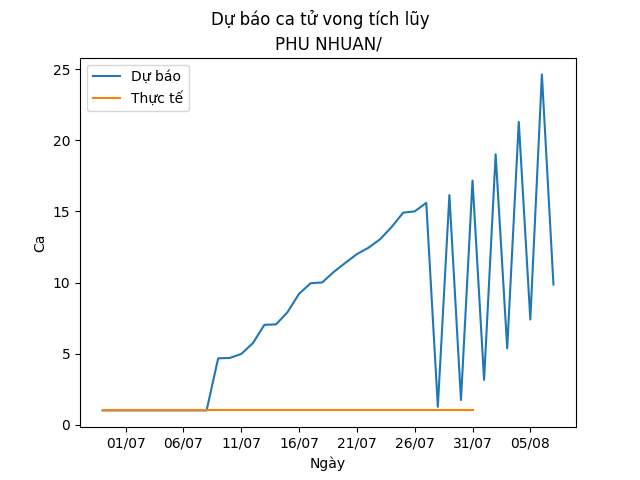 Dự báo ca tử vong tích lũy
PHU NHUAN/
Dự báo
Thực tế
Ca
25
20
15
10
5
0
01/07 06/07 11/07 16/07 21/07 26/07 31/07 05/08
Ngày